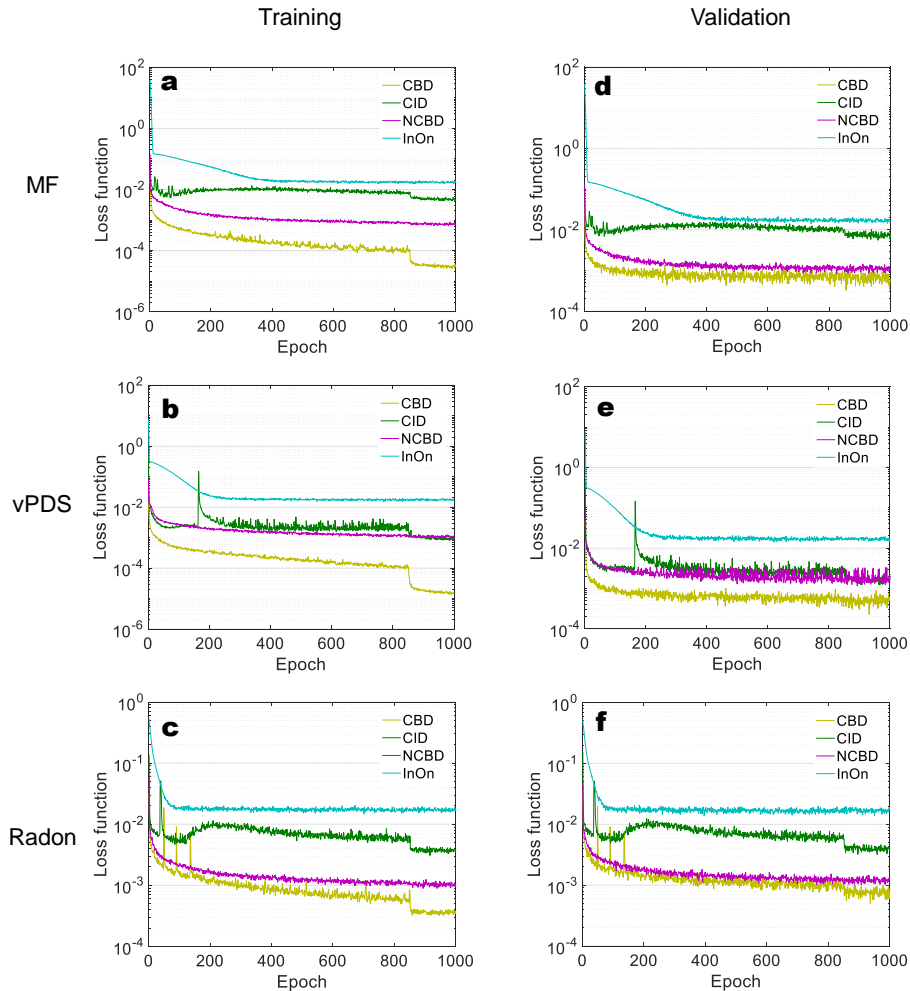 Training
Validation
MF
a
CBD
CID
NCBD
InOn
Loss function
10^2
10^0
10^-2
10^-4
10^-6
0 200 400 600 800 1000
Epoch
d
CBD
CID
NCBD
InOn
Loss function
10^2
10^0
10^-2
10^-4
0 200 400 600 800 1000
Epoch
vPDS
b
CBD
CID
NCBD
InOn
Loss function
10^2
10^0
10^-2
10^-4
10^-6
0 200 400 600 800 1000
Epoch
e
CBD
CID
NCBD
InOn
Loss function
10^2
10^0
10^-2
10^-4
0 200 400 600 800 1000
Epoch
Radon
c
CBD
CID
NCBD
InOn
Loss function
10^0
10^-1
10^-2
10^-3
10^-4
0 200 400 600 800 1000
Epoch
f
CBD
CID
NCBD
InOn
Loss function
10^0
10^-1
10^-2
10^-3
10^-4
0 200 400 600 800 1000
Epoch